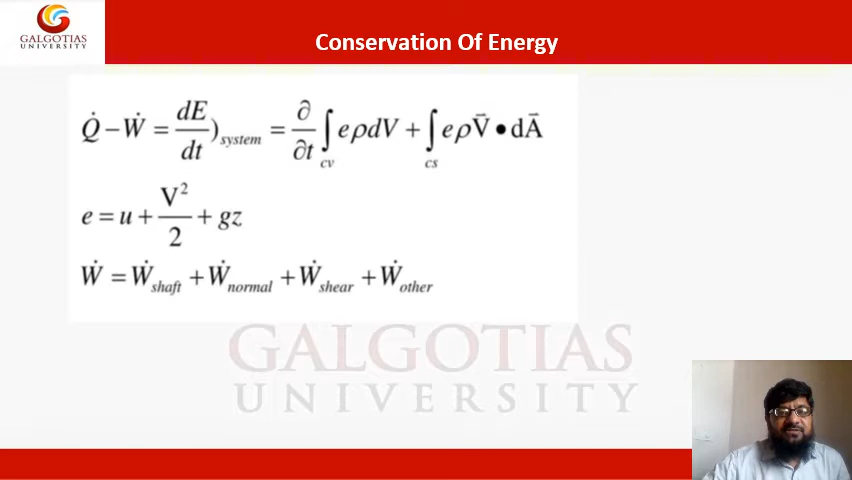 GALGOTIAS
UNIVERSITY
Conservation Of Energy
Q̇ − Ẇ = dE/dt )system = ∂/∂t ∫cv eρdV + ∫cs eρV⃗ • dA⃗
e = u + V²/2 + gz
Ẇ = Ẇshaft + Ẇnormal + Ẇshear + Ẇother
GALGOTIAS
UNIVERSITY